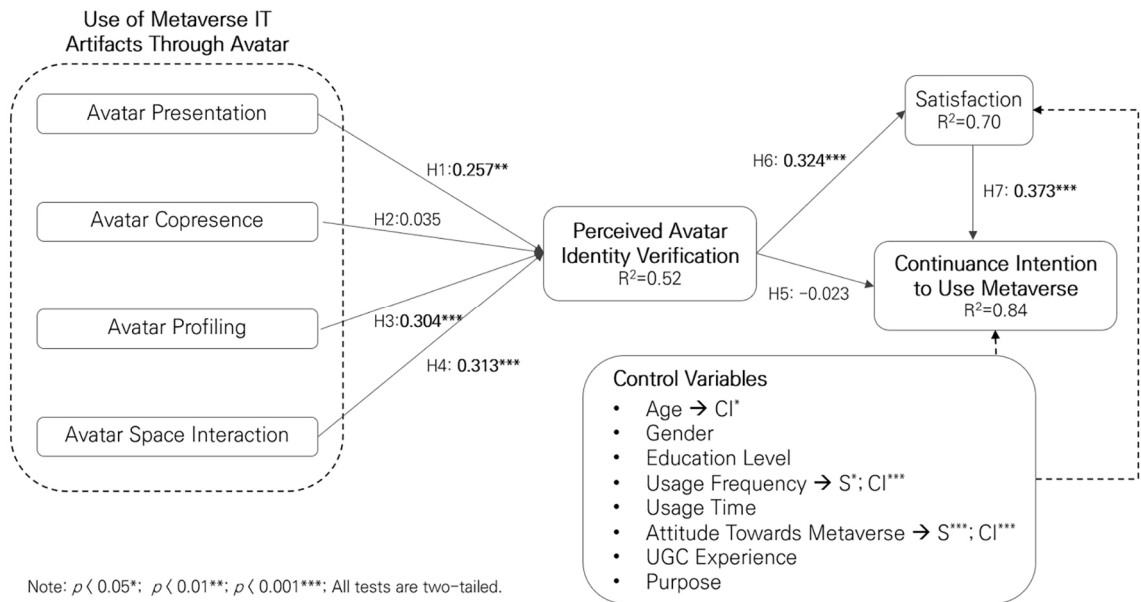 Use of Metaverse IT
Artifacts Through Avatar
Avatar Presentation
Avatar Copresence
Avatar Profiling
Avatar Space Interaction
H1:0.257**
H2:0.035
H3:0.304***
H4: 0.313***
Perceived Avatar
Identity Verification
R²=0.52
H6: 0.324***
H5: -0.023
Satisfaction
R²=0.70
H7: 0.373***
Continuance Intention
to Use Metaverse
R²=0.84
Control Variables
• Age → CI*
• Gender
• Education Level
• Usage Frequency → S*; CI***
• Usage Time
• Attitude Towards Metaverse → S***; CI***
• UGC Experience
• Purpose
Note: p〈 0.05*; p〈 0.01**; p〈 0.001***; All tests are two-tailed.